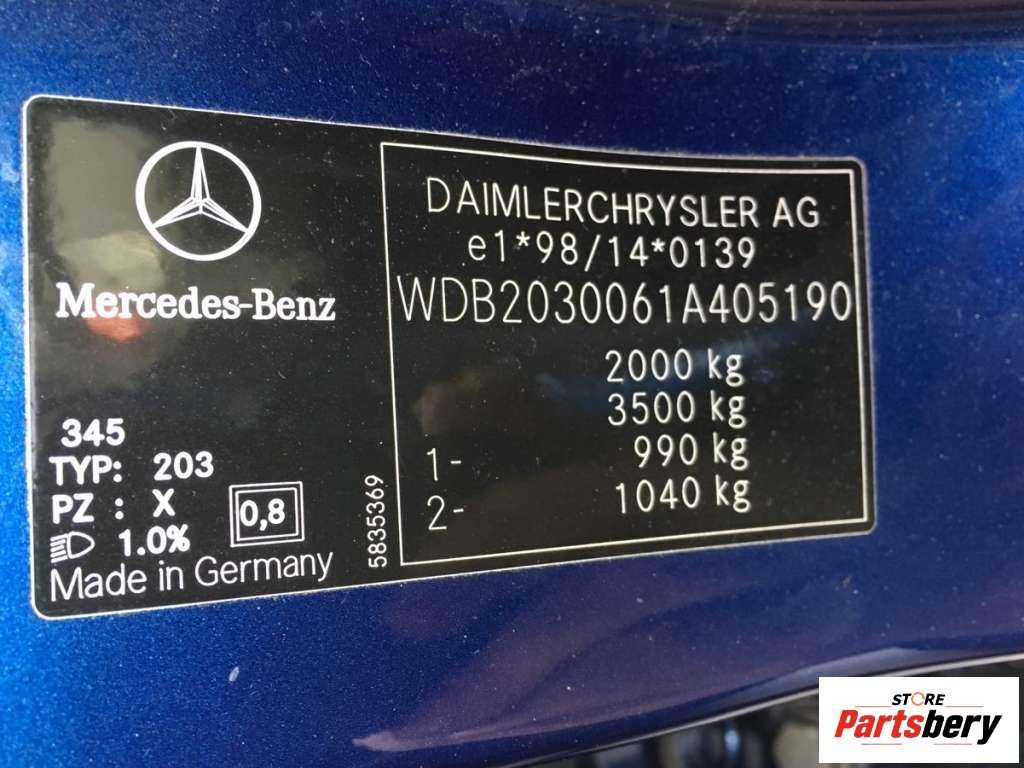 Mercedes-Benz
345
TYP: 203
PZ : X
1.0%
0,8
Made in Germany
5835369
DAIMLERCHRYSLER AG
e1*98/14*0139
WDB2030061A405190
2000 kg
3500 kg
1- 990 kg
2- 1040 kg
STORE
Partsbery